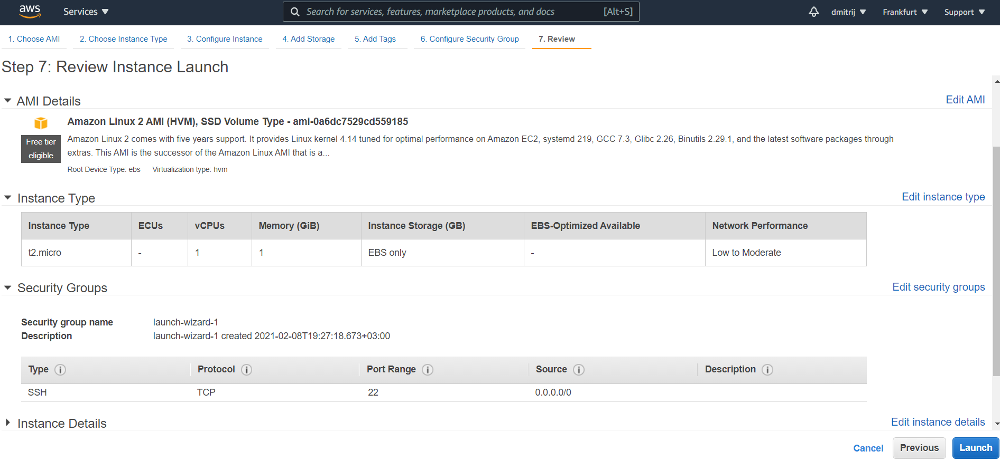 aws Services Search for services, features, marketplace products, and docs [Alt+S] dmitrij Frankfurt Support
1. Choose AMI 2. Choose Instance Type 3. Configure Instance 4. Add Storage 5. Add Tags 6. Configure Security Group 7. Review
Step 7: Review Instance Launch
AMI Details Edit AMI
Amazon Linux 2 AMI (HVM), SSD Volume Type - ami-0a6dc7529cd559185
Free tier
eligible
Amazon Linux 2 comes with five years support. It provides Linux kernel 4.14 tuned for optimal performance on Amazon EC2, systemd 219, GCC 7.3, Glibc 2.26, Binutils 2.29.1, and the latest software packages through
extras. This AMI is the successor of the Amazon Linux AMI that is a...
Root Device Type: ebs Virtualization type: hvm
Instance Type Edit instance type
Instance Type ECUs vCPUs Memory (GiB) Instance Storage (GB) EBS-Optimized Available Network Performance
t2.micro - 1 1 EBS only - Low to Moderate
Security Groups Edit security groups
Security group name launch-wizard-1
Description launch-wizard-1 created 2021-02-08T19:27:18.673+03:00
Type i Protocol i Port Range i Source i Description i
SSH TCP 22 0.0.0.0/0
Instance Details Edit instance details
Cancel Previous Launch